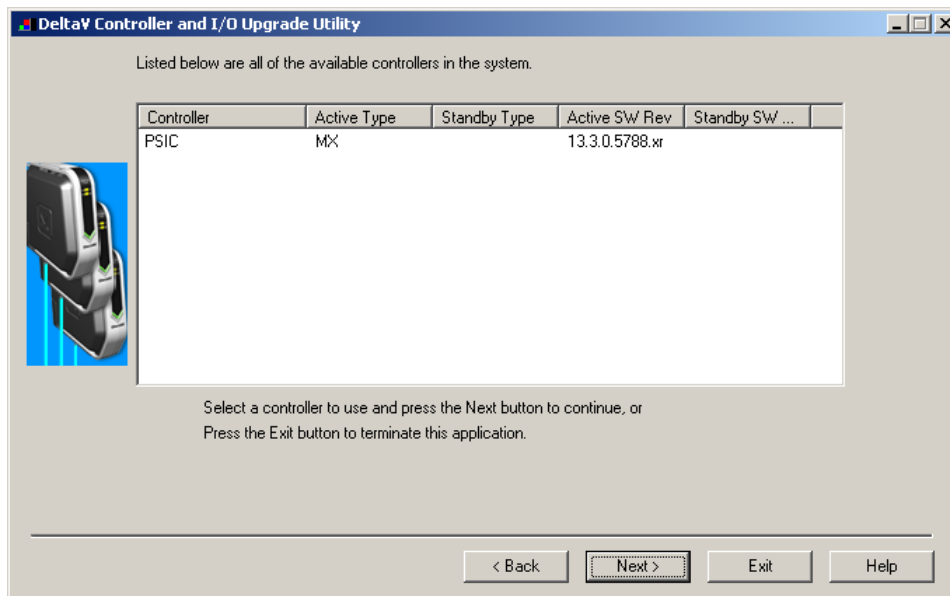 DeltaV Controller and I/O Upgrade Utility
Listed below are all of the available controllers in the system.
Controller Active Type Standby Type Active SW Rev Standby SW ...
PSIC MX 13.3.0.5788.xr
Select a controller to use and press the Next button to continue, or
Press the Exit button to terminate this application.
< Back Next > Exit Help